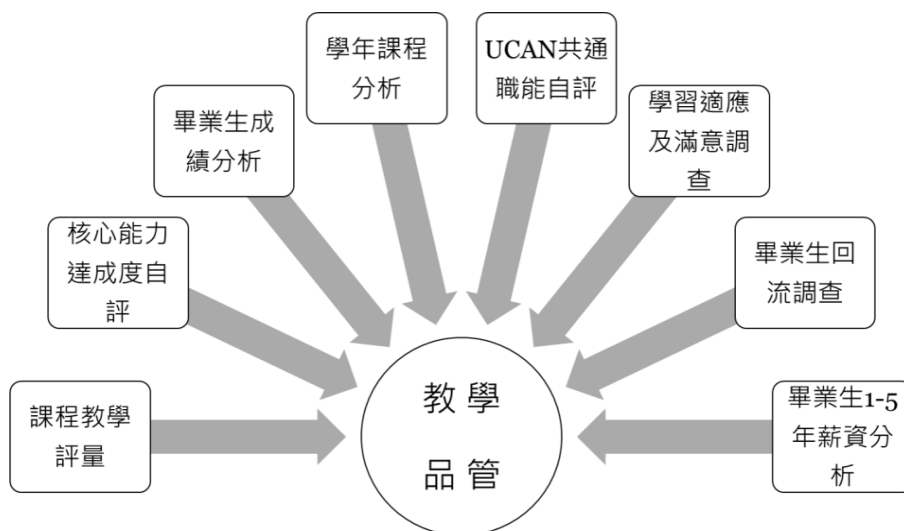 學年課程
分析
UCAN共通
職能自評
畢業生成
績分析
學習適應
及滿意調
查
核心能力
達成度自
評
畢業生回
流調查
課程教學
評量
教學
品管
畢業生1-5
年薪資分
析